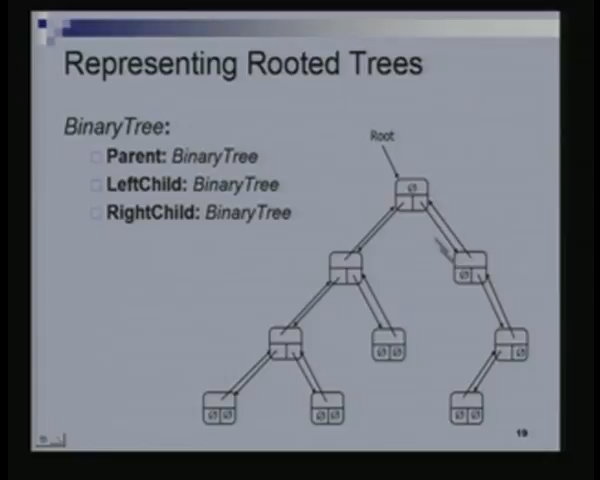 Representing Rooted Trees
BinaryTree:
Parent: BinaryTree
LeftChild: BinaryTree
RightChild: BinaryTree
Root
Ø
Ø
Ø Ø
Ø
Ø Ø
Ø Ø
Ø Ø
19